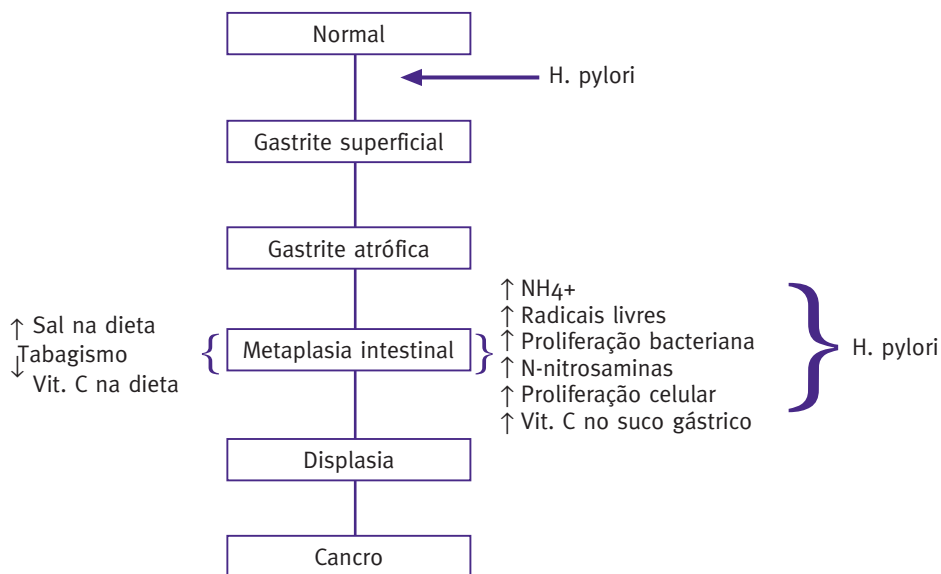 Normal
H. pylori
Gastrite superficial
Gastrite atrófica
↑ Sal na dieta
Tabagismo
↓ Vit. C na dieta
Metaplasia intestinal
↑ NH4+
↑ Radicais livres
↑ Proliferação bacteriana
↑ N-nitrosaminas
↑ Proliferação celular
↑ Vit. C no suco gástrico
H. pylori
Displasia
Cancro